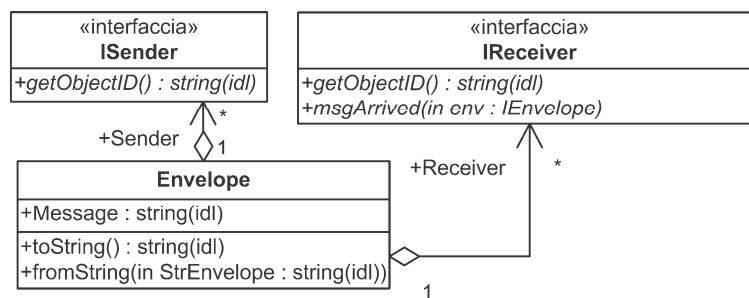 «interfaccia»
ISender
+getObjectID() : string(idl)
«interfaccia»
IReceiver
+getObjectID() : string(idl)
+msgArrived(in env : IEnvelope)
*
+Sender
1
+Receiver
*
Envelope
+Message : string(idl)
+toString() : string(idl)
+fromString(in StrEnvelope : string(idl))
1